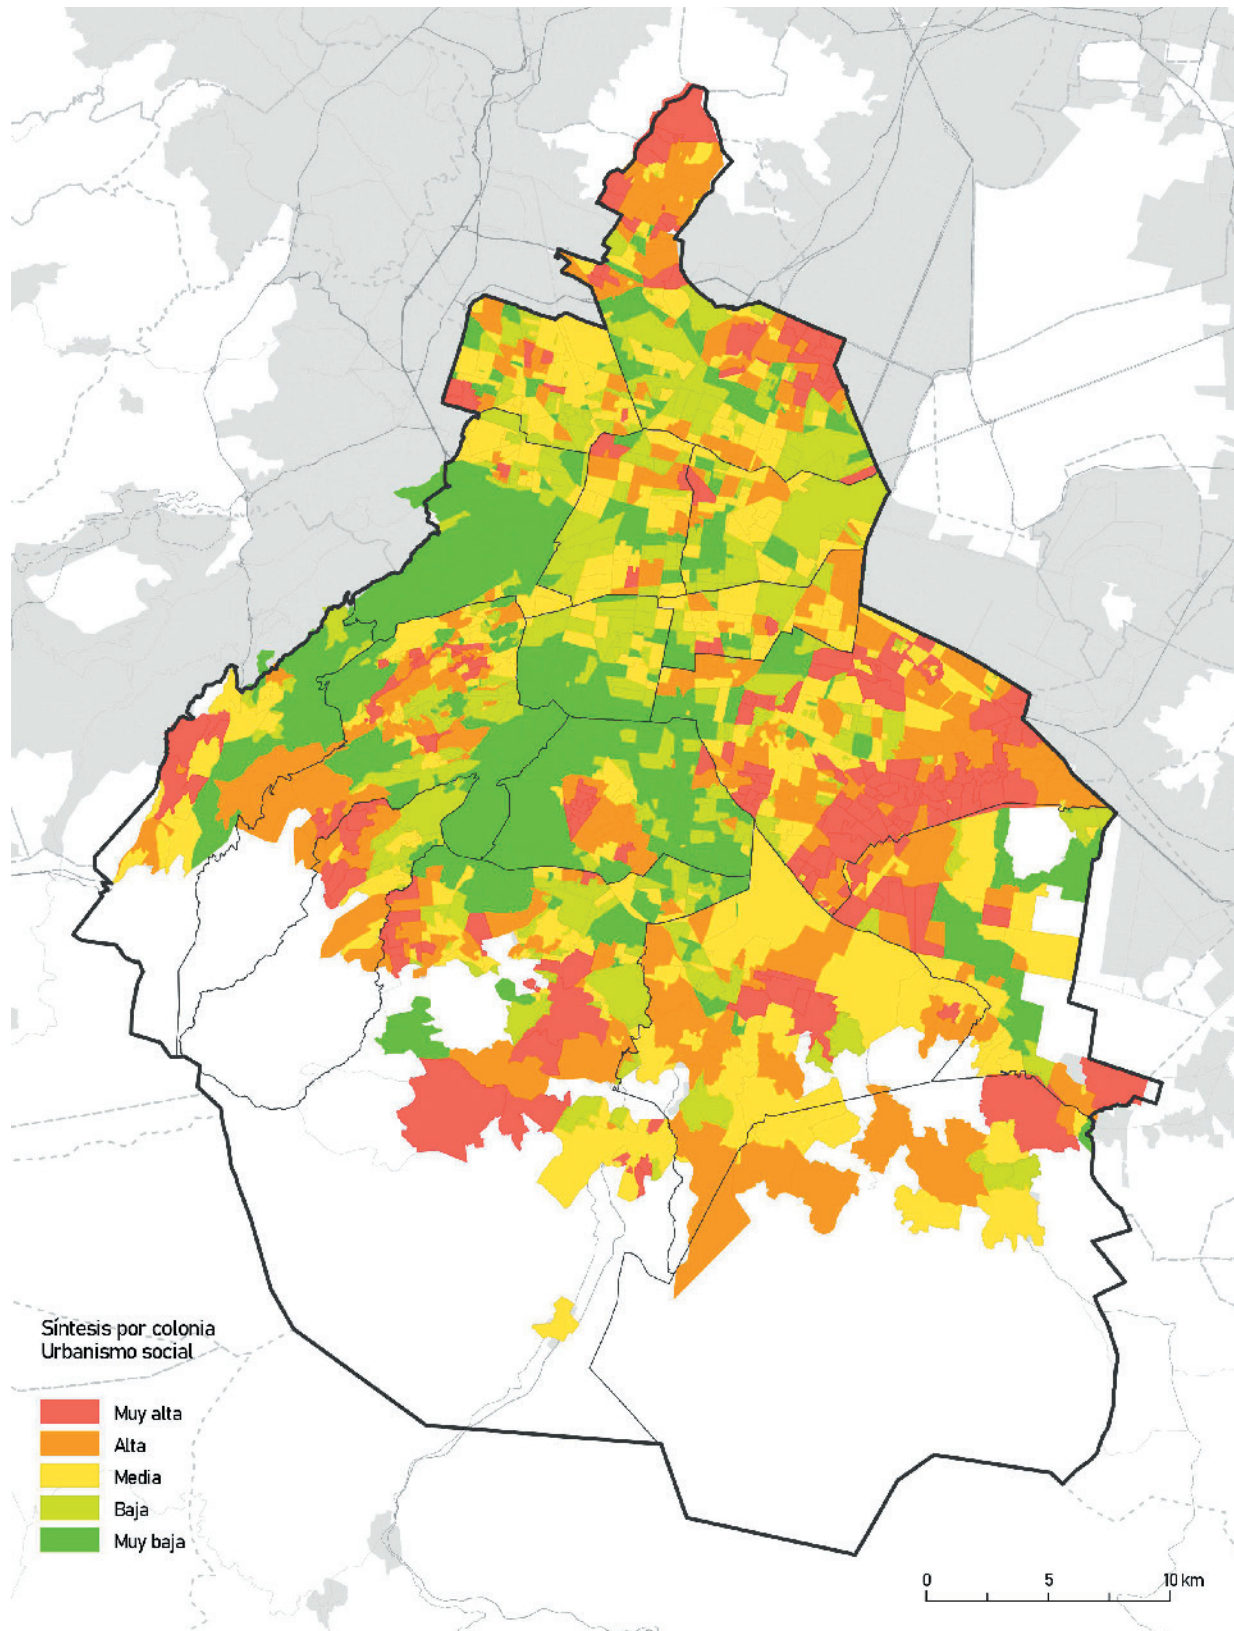 Síntesis por colonia
Urbanismo social
Muy alta
Alta
Media
Baja
Muy baja
0 5 10 km